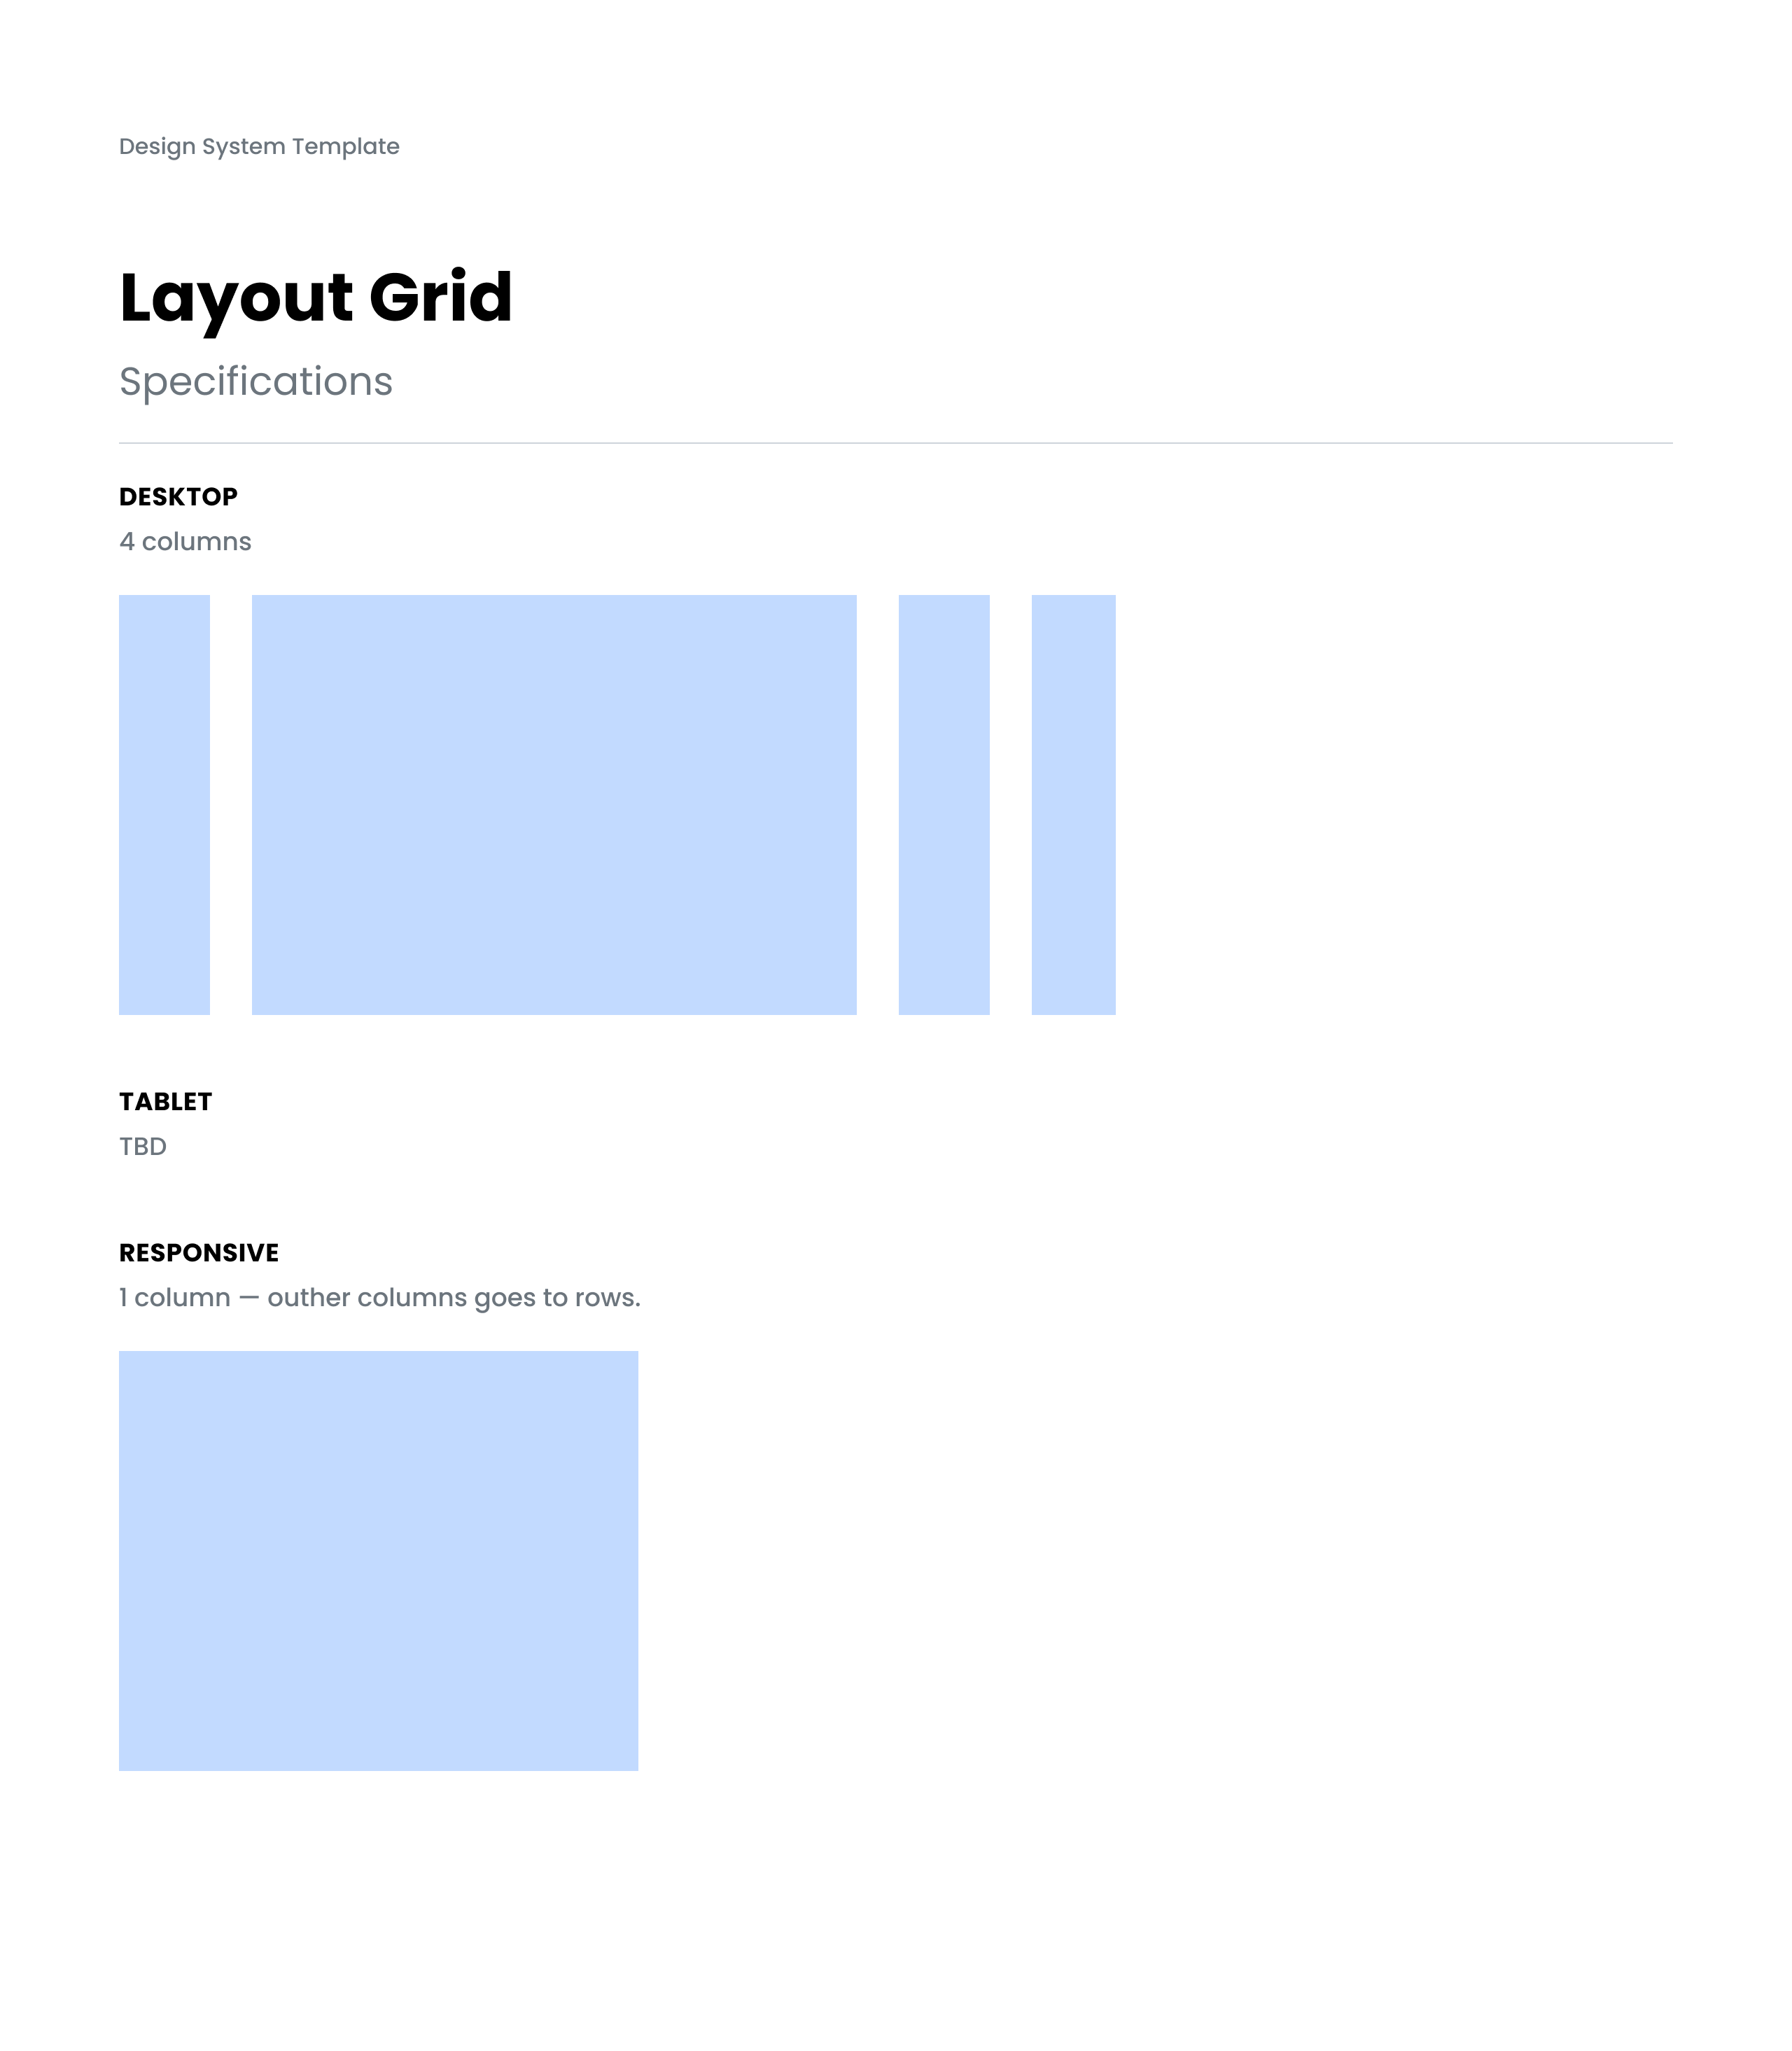 Design System Template
Layout Grid
Specifications
DESKTOP
4 columns
TABLET
TBD
RESPONSIVE
1 column — outher columns goes to rows.